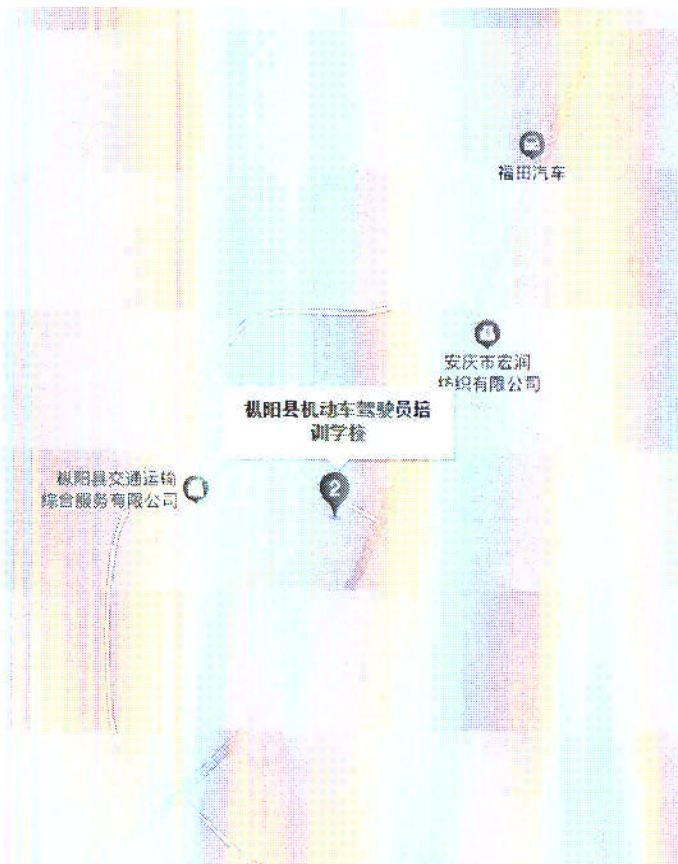 福田汽车
安庆市宏润
纺织有限公司
枞阳县机动车驾驶员培
训学校
枞阳县交通运输
综合服务有限公司
2